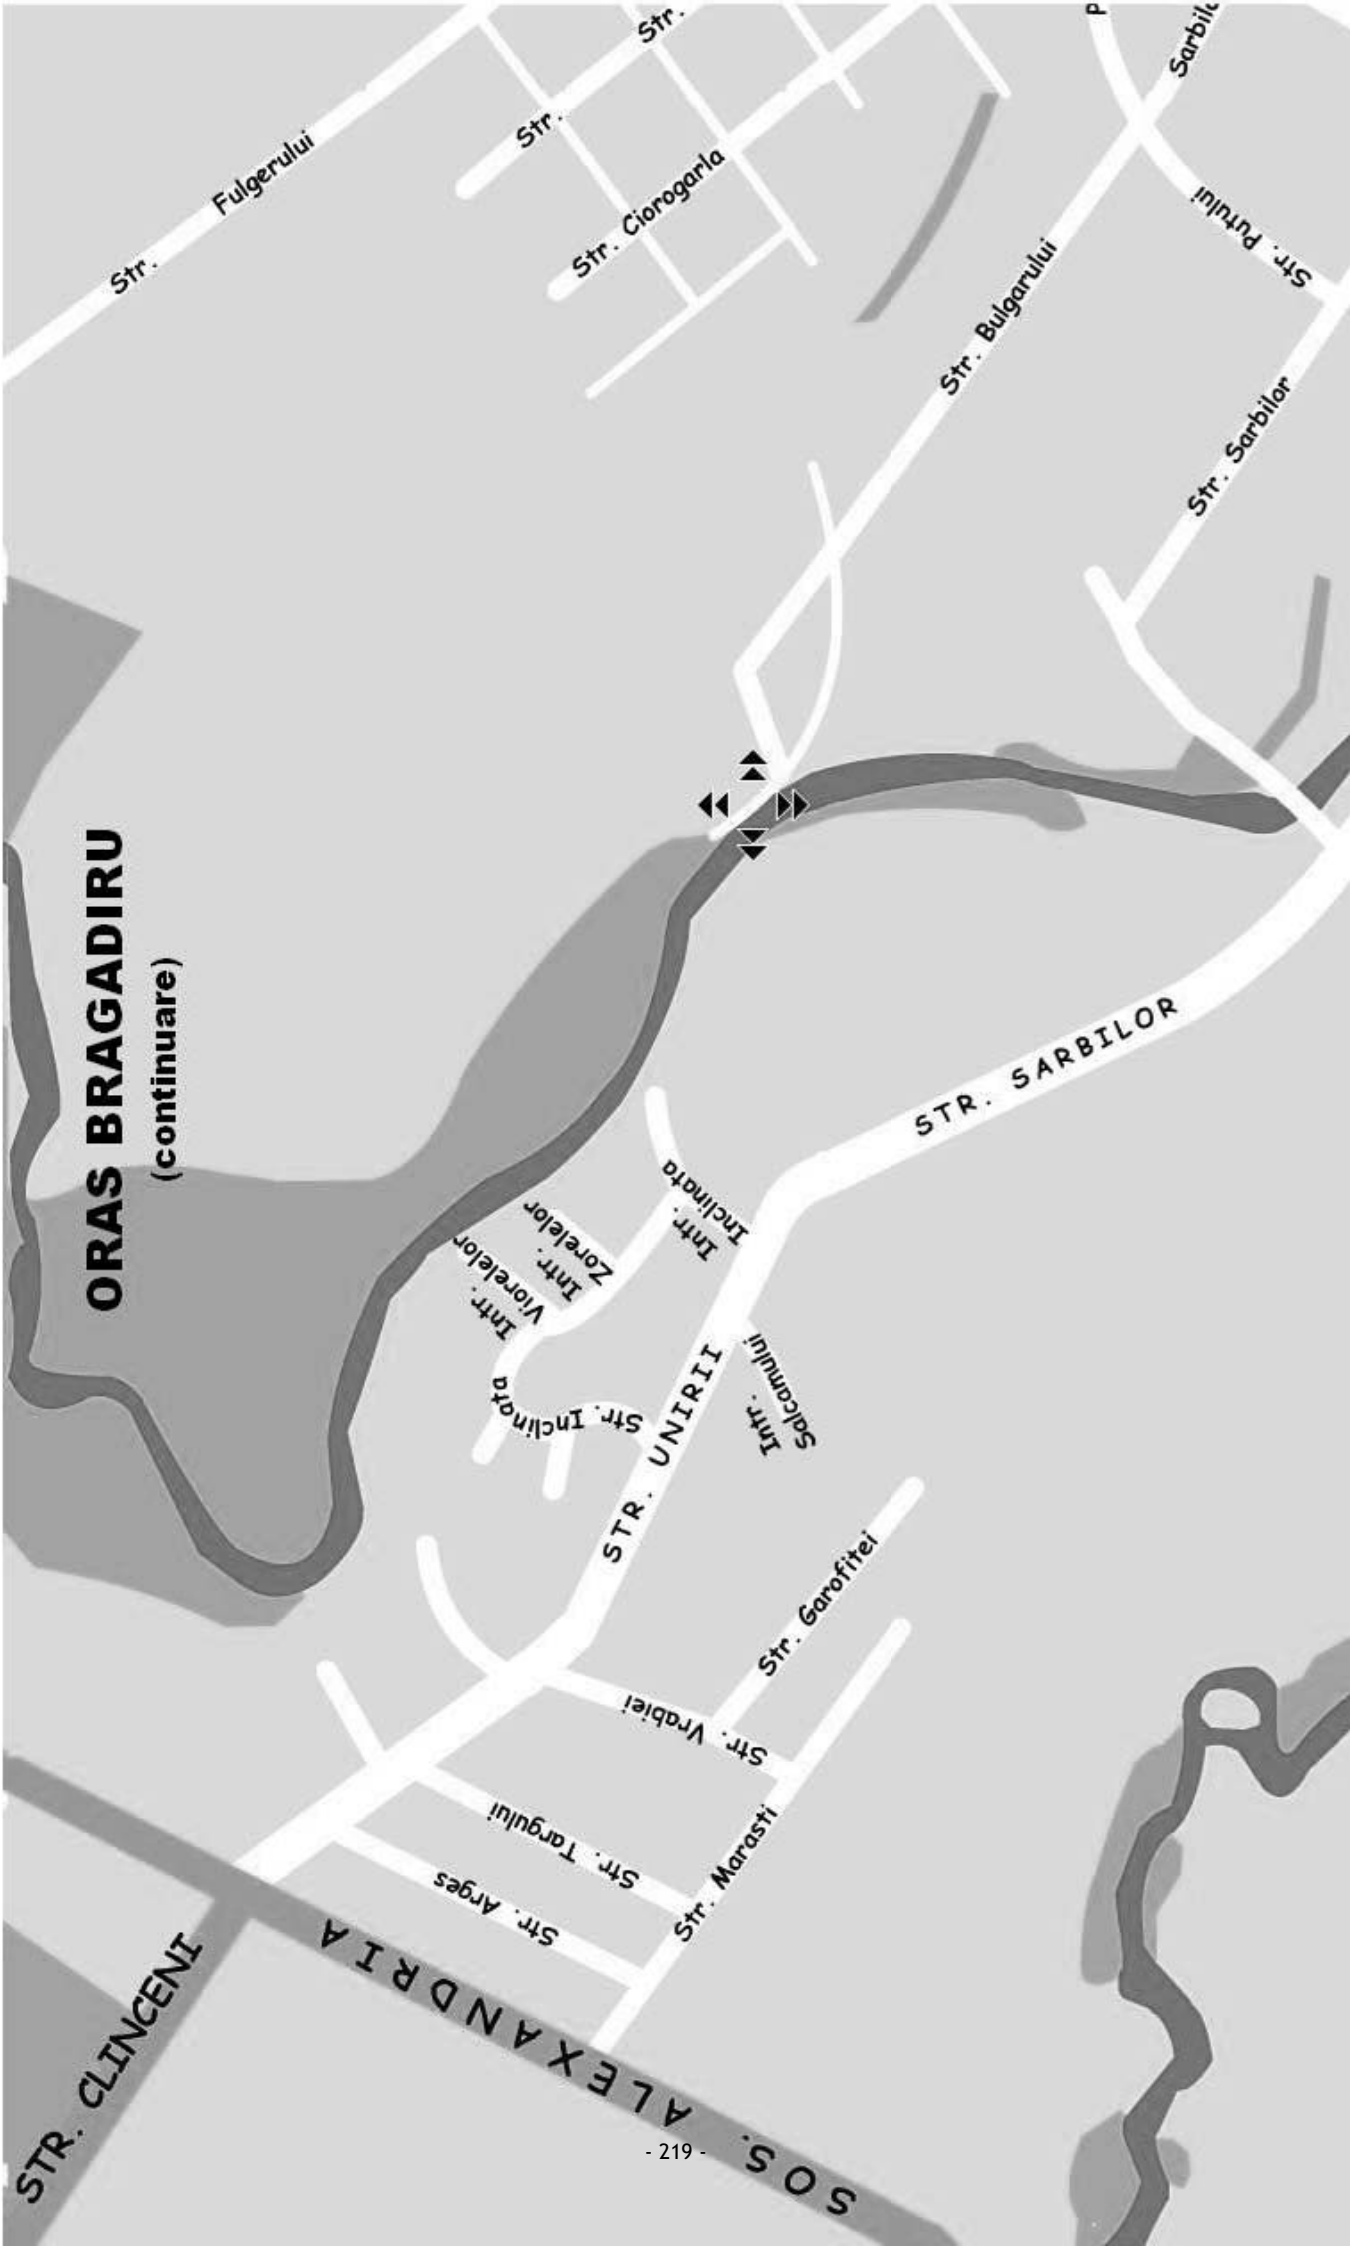 ORAS BRAGADIRU
(continuare)
Str. Fulgerului
Str.
Str.
Str. Ciorogarla
Str. Bulgarului
Str. Putului
Str. Sarbilor
STR. SARBILOR
Intr.
Inclinata
Intr.
Zorelelor
Intr.
Viorelelor
Str. Inclinata
STR. UNIRII
Intr.
Salcamului
Str. Garofitei
Str. Vrabiei
Str. Marasti
Str. Targului
Str. Arges
STR. CLINCENI
SOS. ALEXANDRIA
- 219 -